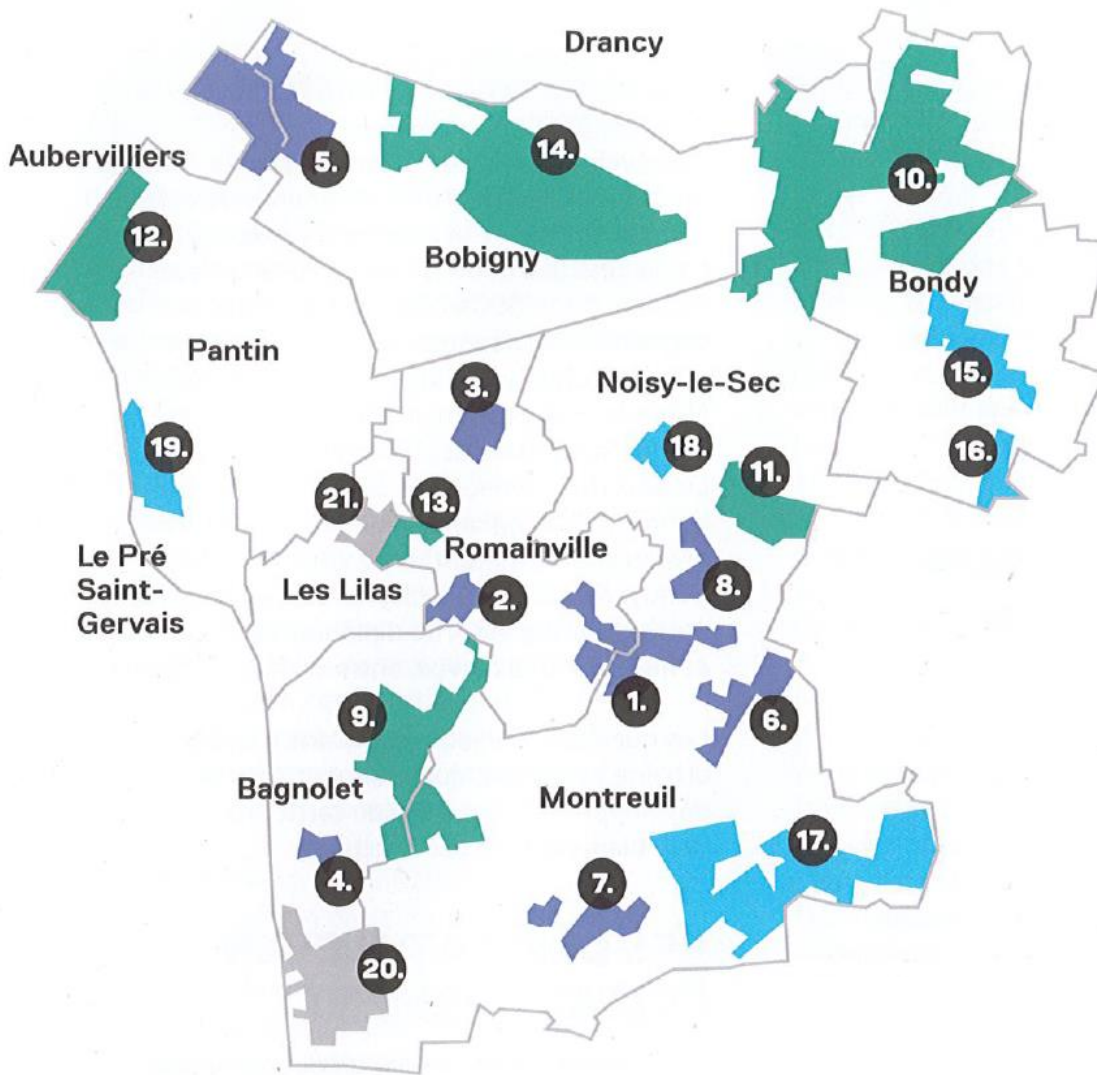 Drancy
Aubervilliers
5.
14.
10.
12.
Bobigny
Bondy
Pantin
3.
Noisy-le-Sec
15.
19.
18.
11.
16.
21.
13.
Romainville
Le Pré
Saint-
Gervais
Les Lilas
2.
8.
1.
6.
9.
Bagnolet
Montreuil
17.
4.
7.
20.